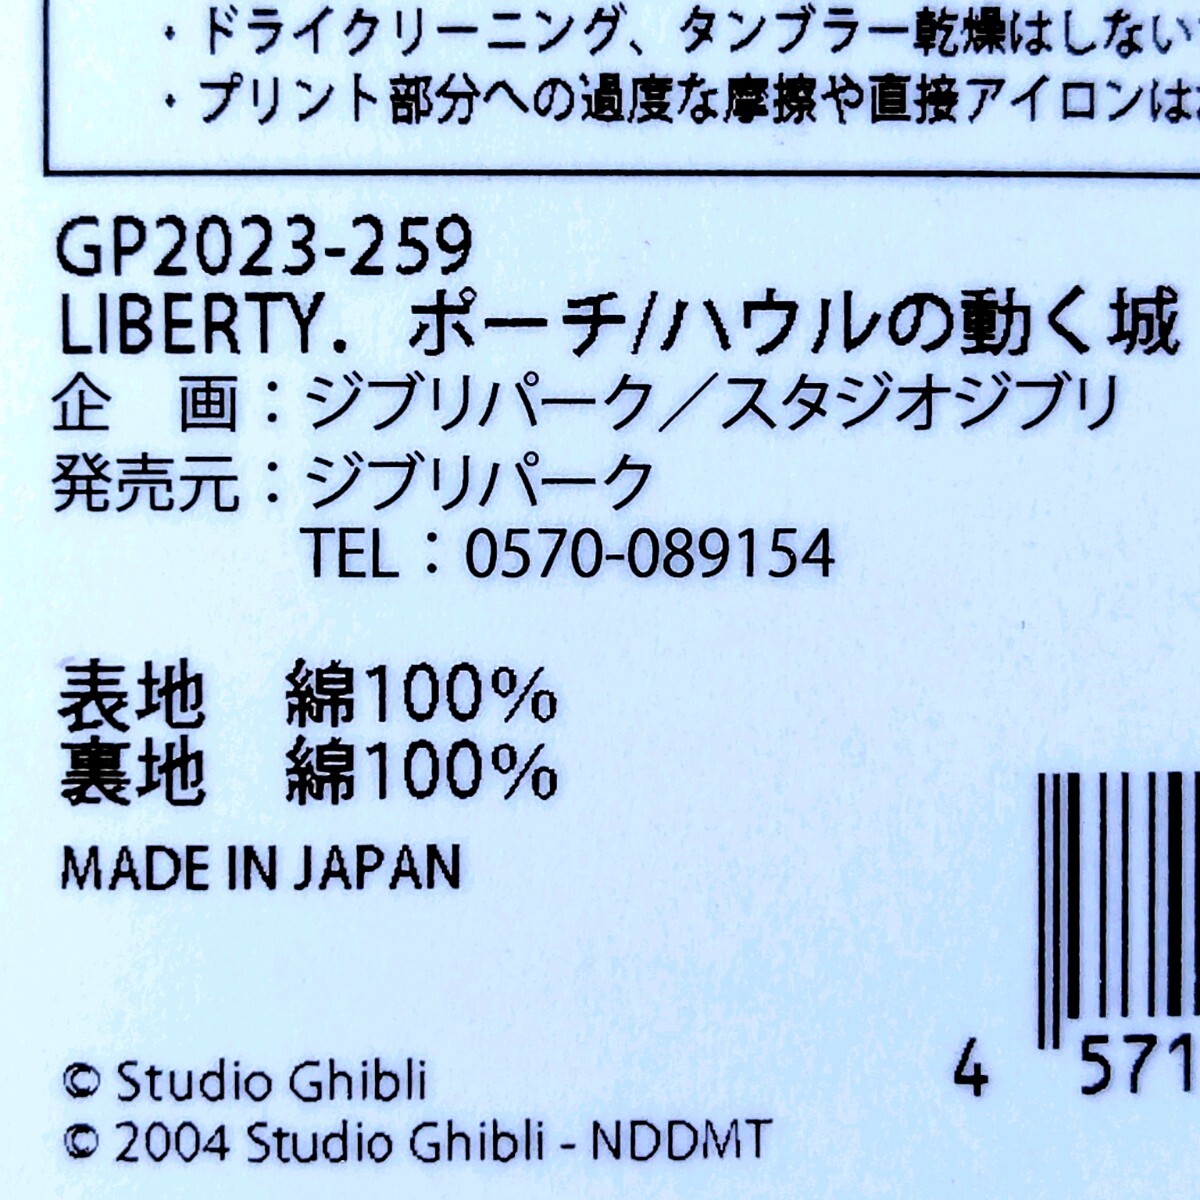 ・ドライクリーニング、タンブラー乾燥はしない
・プリント部分への過度な摩擦や直接アイロンは
GP2023-259
LIBERTY．ポーチ/ハウルの動く城
企　画：ジブリパーク／スタジオジブリ
発売元：ジブリパーク
TEL：0570-089154
表地　綿100%
裏地　綿100%
MADE IN JAPAN
4 571
© Studio Ghibli
© 2004 Studio Ghibli - NDDMT